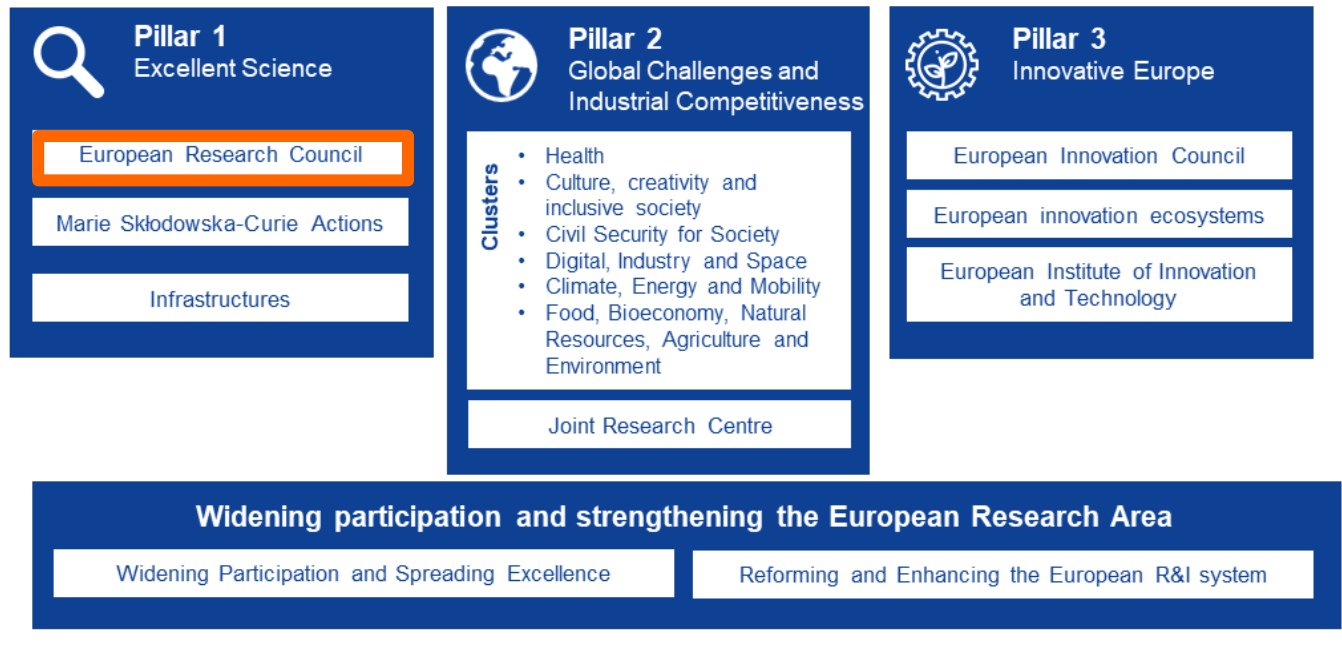 Pillar 1
Excellent Science
European Research Council
Marie Skłodowska-Curie Actions
Infrastructures
Pillar 2
Global Challenges and
Industrial Competitiveness
Clusters
• Health
• Culture, creativity and
inclusive society
• Civil Security for Society
• Digital, Industry and Space
• Climate, Energy and Mobility
• Food, Bioeconomy, Natural
Resources, Agriculture and
Environment
Joint Research Centre
Pillar 3
Innovative Europe
European Innovation Council
European innovation ecosystems
European Institute of Innovation
and Technology
Widening participation and strengthening the European Research Area
Widening Participation and Spreading Excellence
Reforming and Enhancing the European R&I system